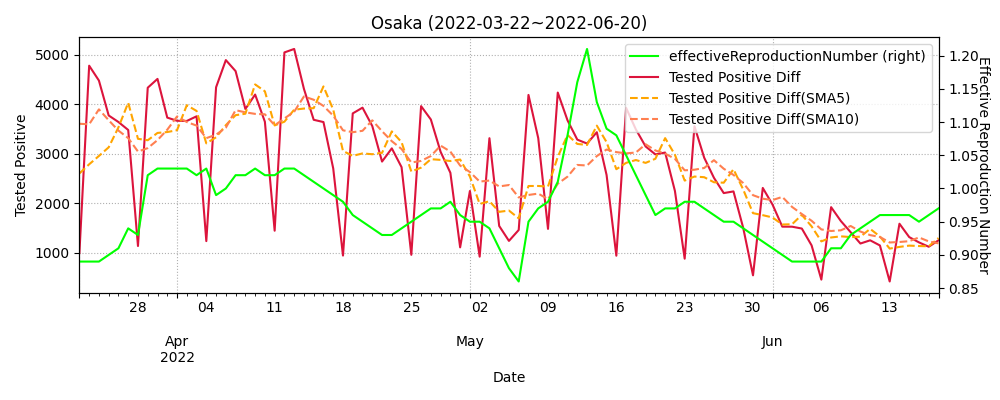 Osaka (2022-03-22~2022-06-20)
effectiveReproductionNumber (right)
Tested Positive Diff
Tested Positive Diff(SMA5)
Tested Positive Diff(SMA10)
Tested Positive
5000
4000
3000
2000
1000
Effective Reproduction Number
1.20
1.15
1.10
1.05
1.00
0.95
0.90
0.85
28 04 11 18 25 02 09 16 23 30 06 13
Apr May Jun
2022
Date